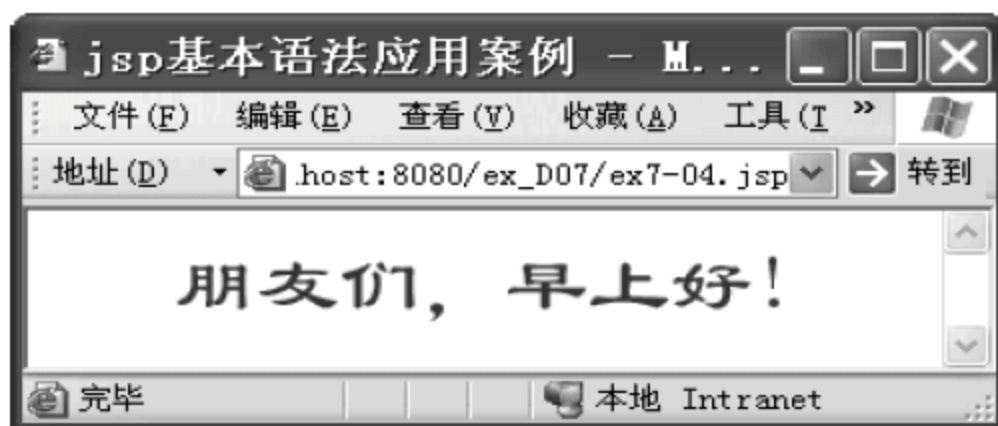 jsp基本语法应用案例 - M...
文件(F) 编辑(E) 查看(V) 收藏(A) 工具(T »
地址(D) .host:8080/ex_D07/ex7-04.jsp 转到
朋友们，早上好！
完毕 本地 Intranet